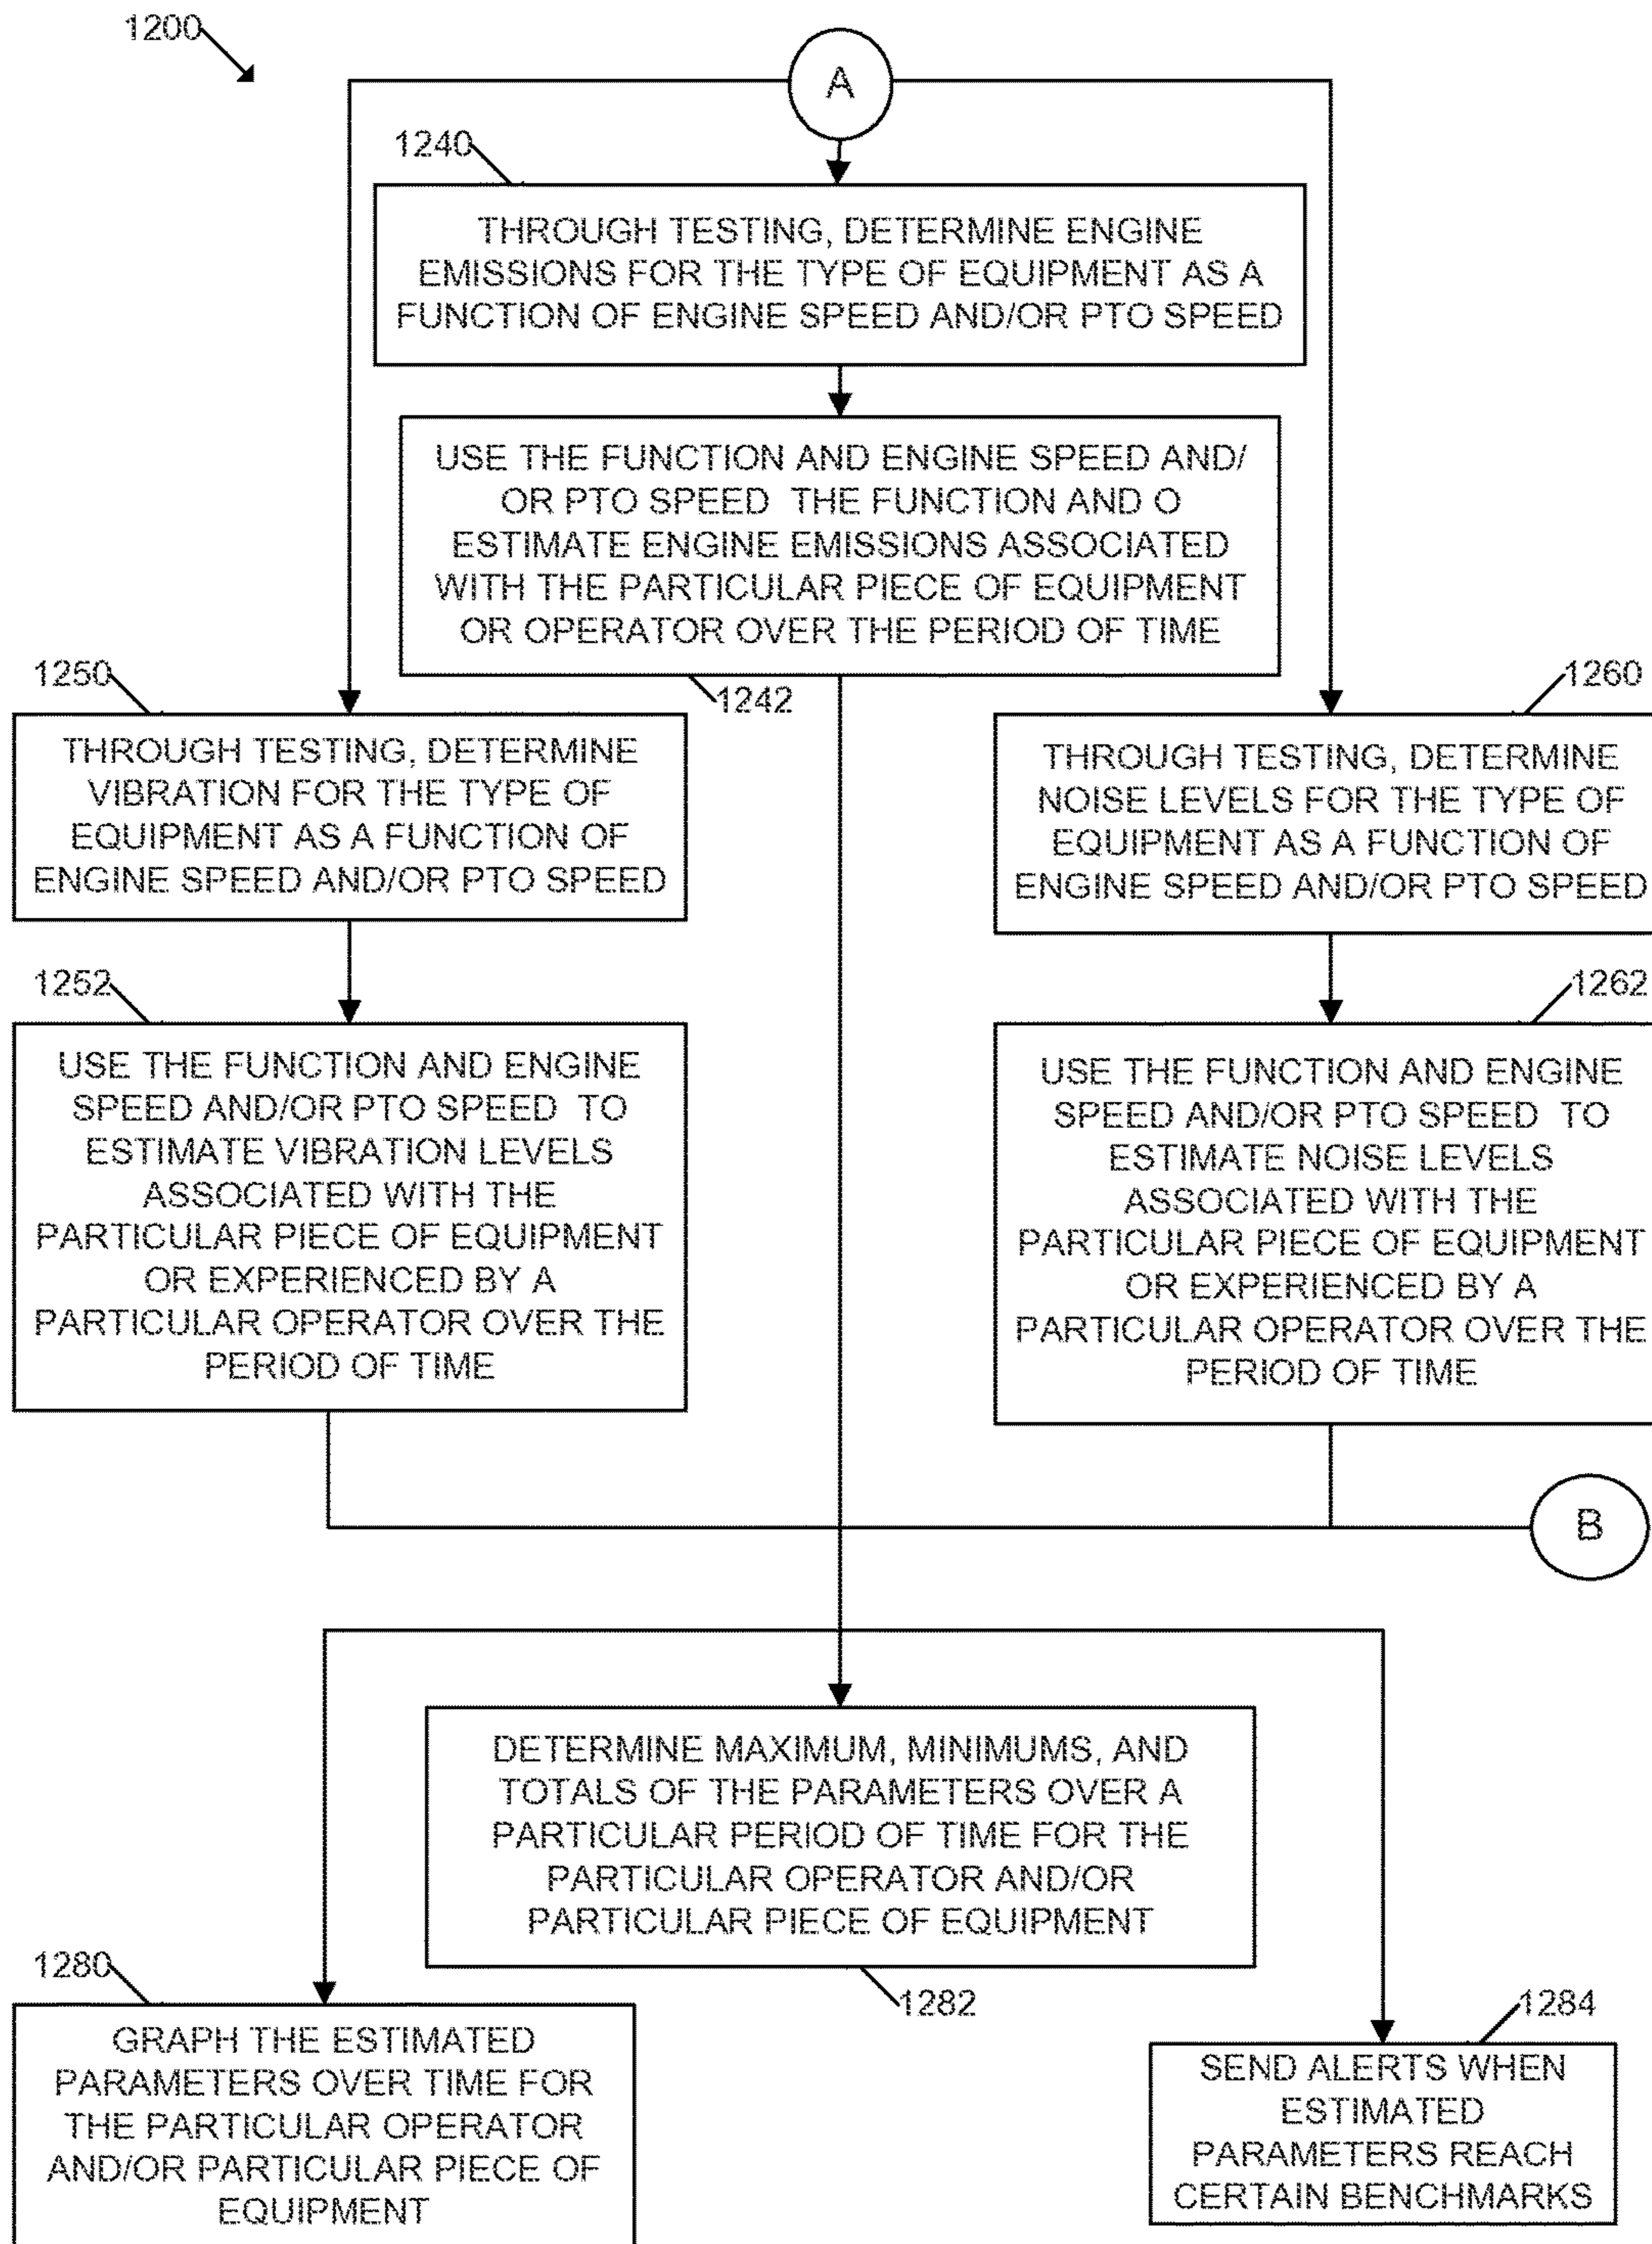 1200
A
1240
THROUGH TESTING, DETERMINE ENGINE
EMISSIONS FOR THE TYPE OF EQUIPMENT AS A
FUNCTION OF ENGINE SPEED AND/OR PTO SPEED
USE THE FUNCTION AND ENGINE SPEED AND/
OR PTO SPEED THE FUNCTION AND O
ESTIMATE ENGINE EMISSIONS ASSOCIATED
WITH THE PARTICULAR PIECE OF EQUIPMENT
OR OPERATOR OVER THE PERIOD OF TIME
1242
1250
THROUGH TESTING, DETERMINE
VIBRATION FOR THE TYPE OF
EQUIPMENT AS A FUNCTION OF
ENGINE SPEED AND/OR PTO SPEED
1260
THROUGH TESTING, DETERMINE
NOISE LEVELS FOR THE TYPE OF
EQUIPMENT AS A FUNCTION OF
ENGINE SPEED AND/OR PTO SPEED
1252
USE THE FUNCTION AND ENGINE
SPEED AND/OR PTO SPEED TO
ESTIMATE VIBRATION LEVELS
ASSOCIATED WITH THE
PARTICULAR PIECE OF EQUIPMENT
OR EXPERIENCED BY A
PARTICULAR OPERATOR OVER THE
PERIOD OF TIME
1262
USE THE FUNCTION AND ENGINE
SPEED AND/OR PTO SPEED TO
ESTIMATE NOISE LEVELS
ASSOCIATED WITH THE
PARTICULAR PIECE OF EQUIPMENT
OR EXPERIENCED BY A
PARTICULAR OPERATOR OVER THE
PERIOD OF TIME
B
DETERMINE MAXIMUM, MINIMUMS, AND
TOTALS OF THE PARAMETERS OVER A
PARTICULAR PERIOD OF TIME FOR THE
PARTICULAR OPERATOR AND/OR
PARTICULAR PIECE OF EQUIPMENT
1282
1280
GRAPH THE ESTIMATED
PARAMETERS OVER TIME FOR
THE PARTICULAR OPERATOR
AND/OR PARTICULAR PIECE OF
EQUIPMENT
1284
SEND ALERTS WHEN
ESTIMATED
PARAMETERS REACH
CERTAIN BENCHMARKS